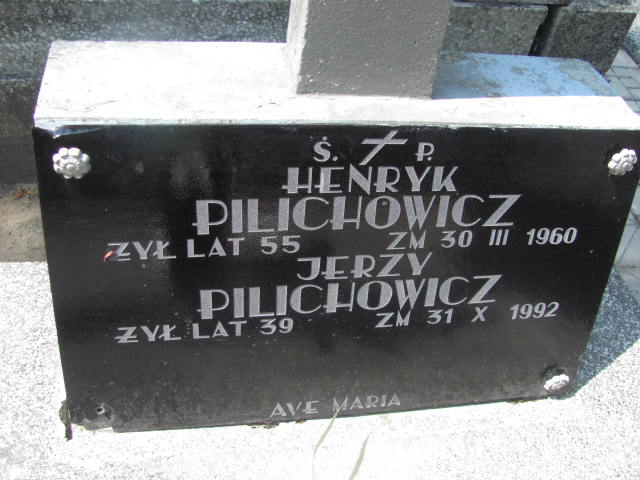 Ś. P.
HENRYK
PILICHOWICZ
ŻYŁ LAT 55 ZM 30 III 1960
JERZY
PILICHOWICZ
ŻYŁ LAT 39 ZM 31 X 1992
AVE MARIA